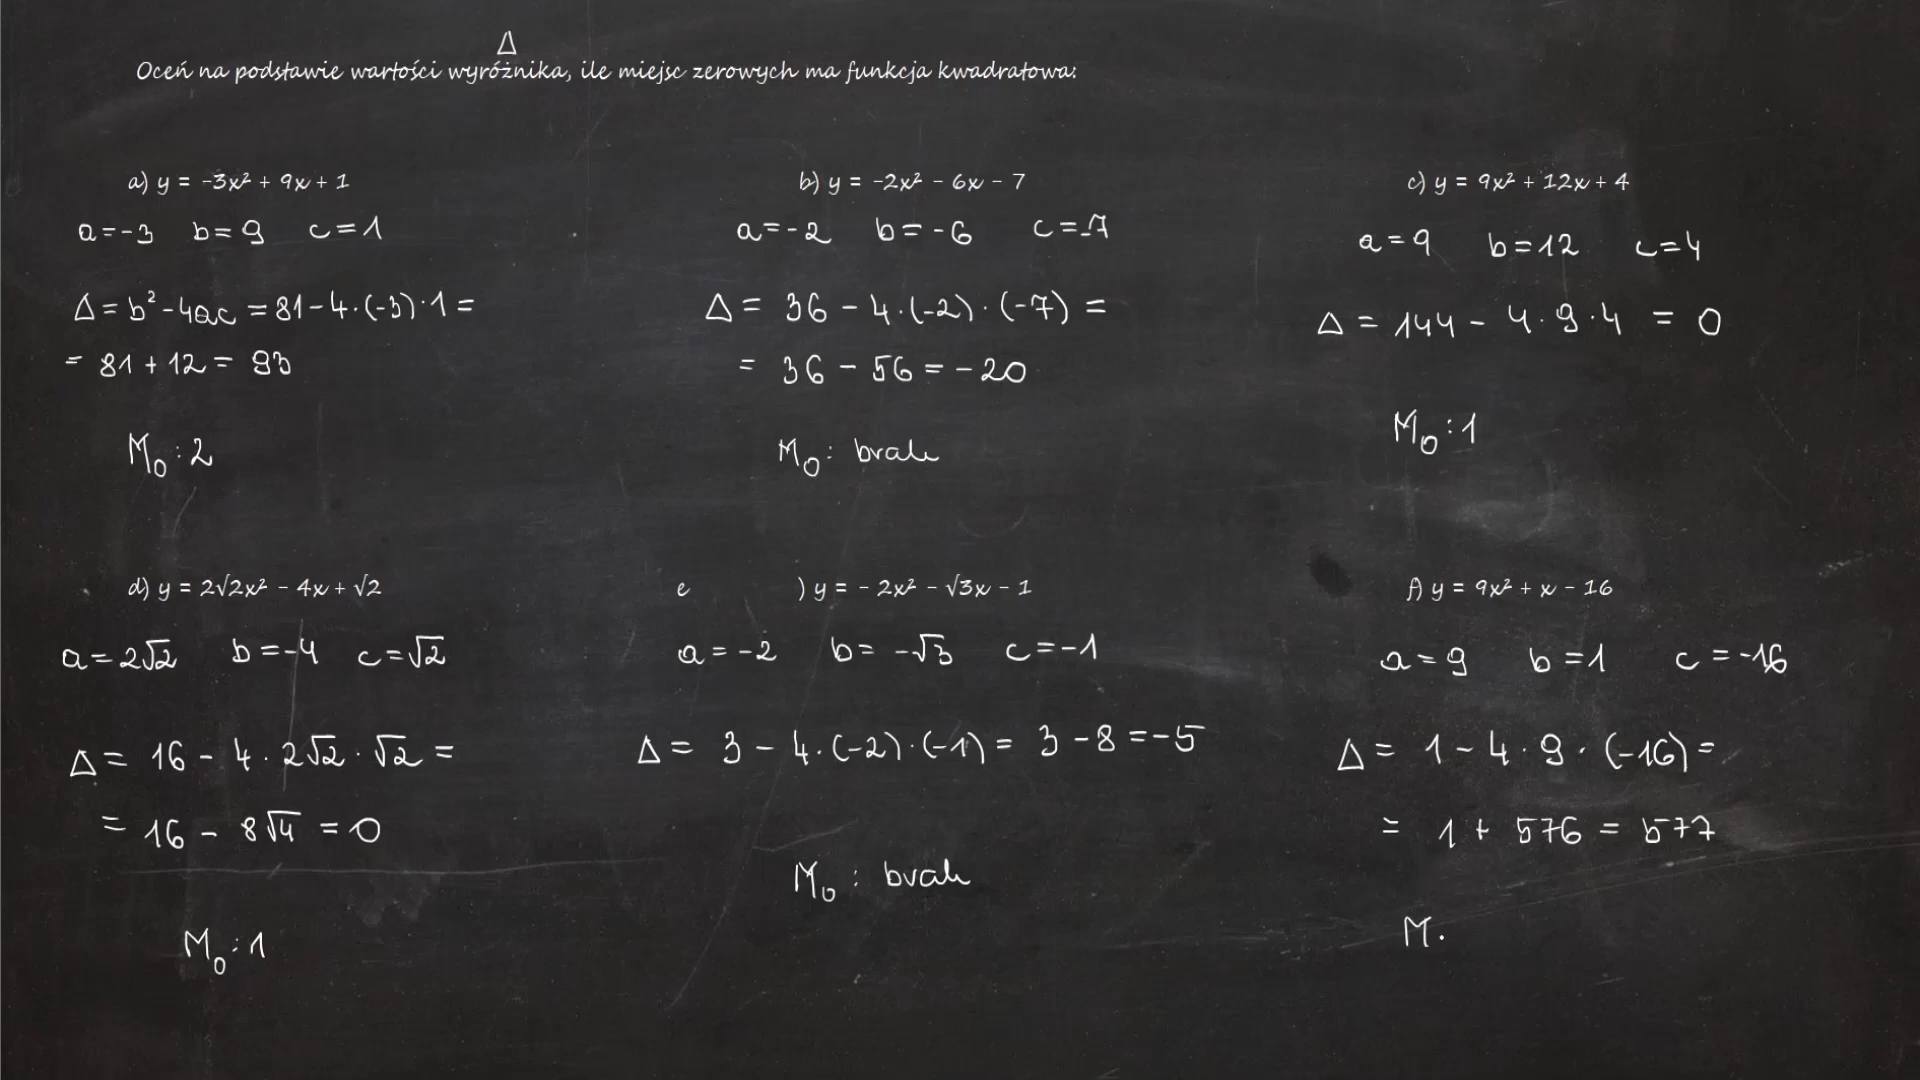 Δ
Oceń na podstawie wartości wyróżnika, ile miejsc zerowych ma funkcja kwadratowa:
a) y = -3x² + 9x + 1
a=-3 b=9 c=1
Δ=b²-4ac=81-4·(-3)·1=
= 81+12= 93
M₀:2
b) y = -2x² - 6x - 7
a=-2 b=-6 c=-7
Δ= 36-4·(-2)·(-7)=
= 36-56=-20
M₀: brak
c) y = 9x² + 12x + 4
a=9 b=12 c=4
Δ = 144- 4·9·4 = 0
M₀:1
d) y = 2√2x² - 4x + √2
a=2√2 b=-4 c=√2
Δ= 16-4·2√2·√2=
= 16-8√4=0
M₀:1
e ) y = - 2x² - √3x - 1
a=-2 b=-√3 c=-1
Δ= 3-4·(-2)·(-1)= 3-8=-5
M₀: brak
f) y = 9x² + x - 16
a=9 b=1 c=-16
Δ= 1-4·9·(-16)=
= 1+576=577
M.